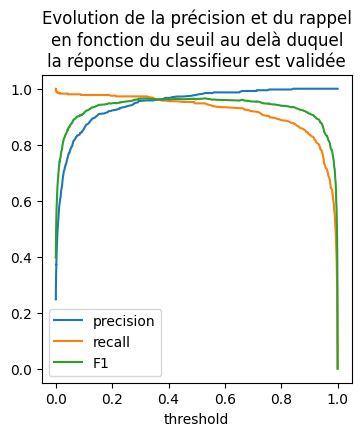 Evolution de la précision et du rappel
en fonction du seuil au delà duquel
la réponse du classifieur est validée
1.0
0.8
0.6
0.4
0.2
0.0
precision
recall
F1
0.0 0.2 0.4 0.6 0.8 1.0
threshold